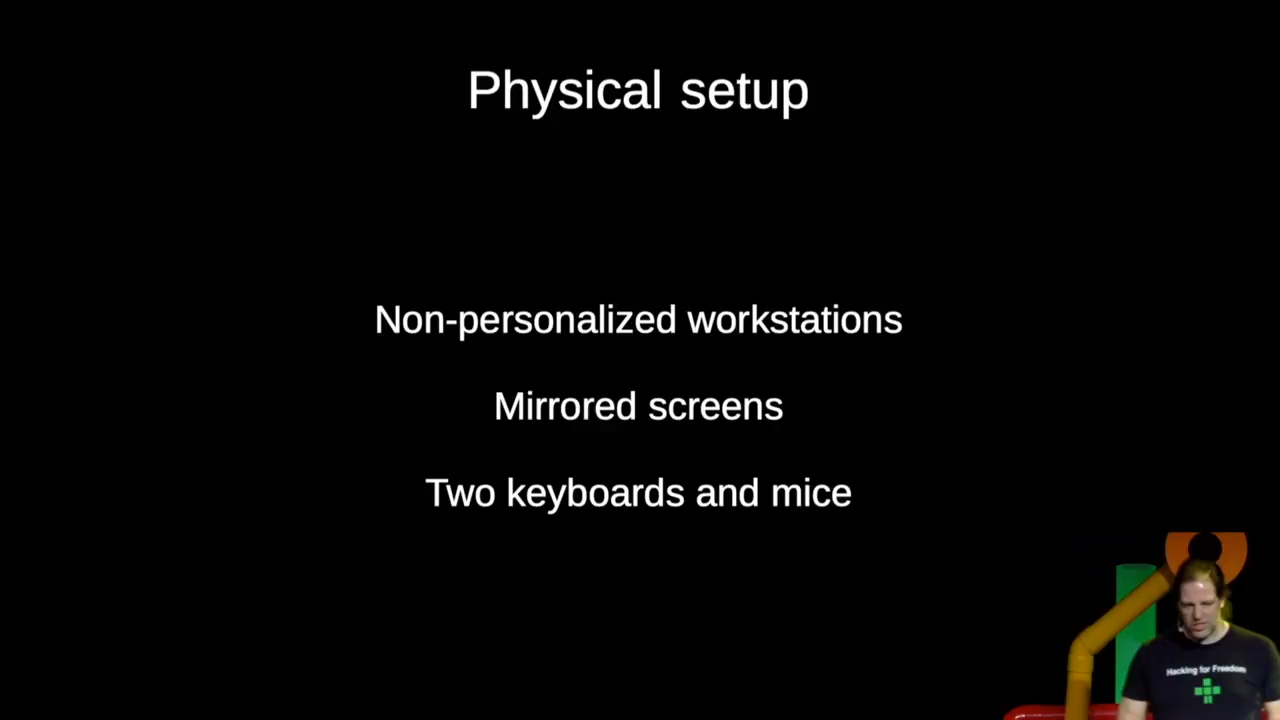 Physical setup
Non-personalized workstations
Mirrored screens
Two keyboards and mice
Hacking for Freedom